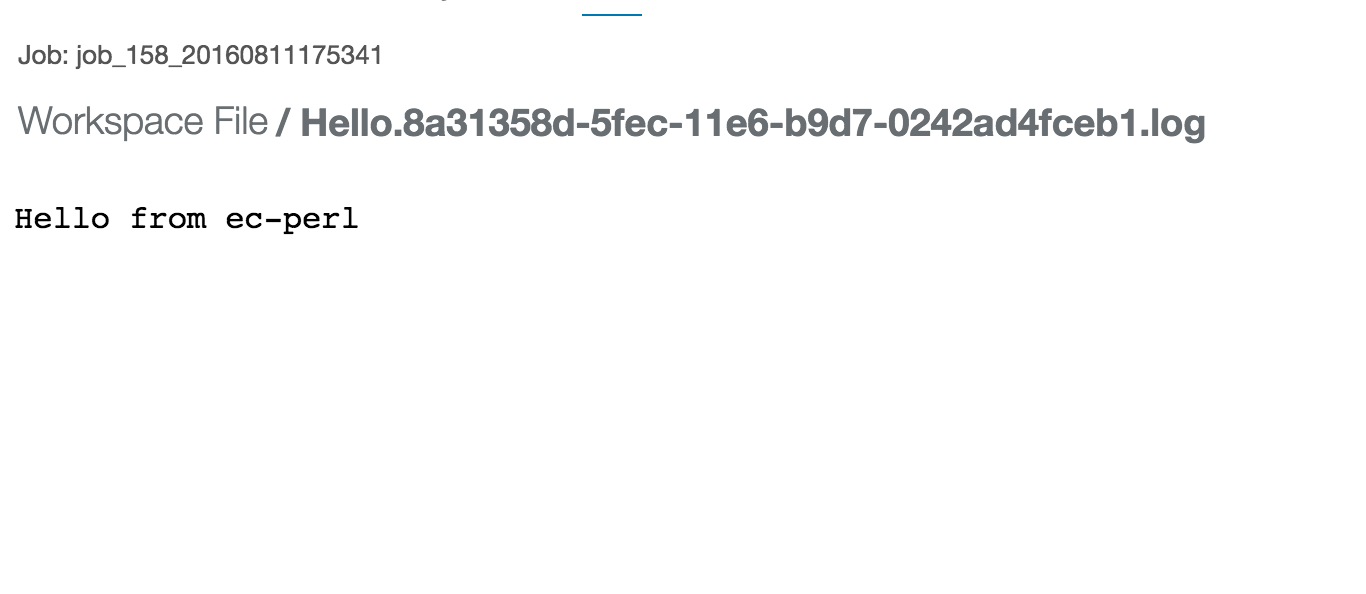 Job: job_158_20160811175341
Workspace File / Hello.8a31358d-5fec-11e6-b9d7-0242ad4fceb1.log
Hello from ec-perl